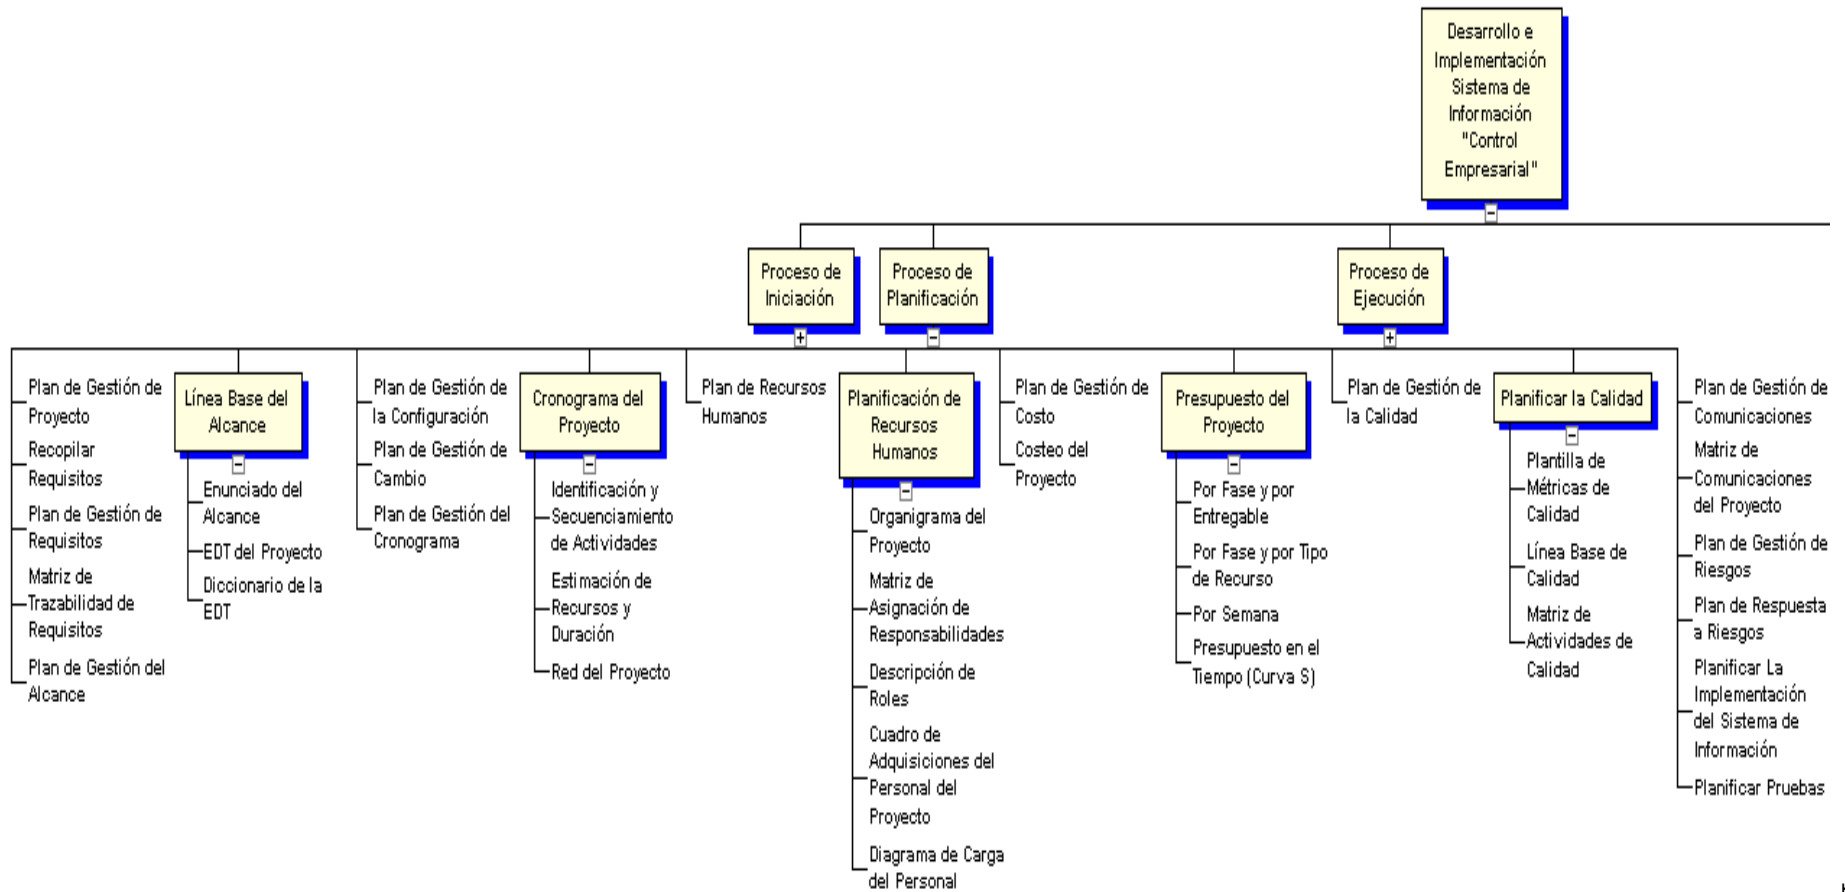 Desarrollo e
Implementación
Sistema de
Información
"Control
Empresarial"
Proceso de
Iniciación
Proceso de
Planificación
Proceso de
Ejecución
Plan de Gestión de
Proyecto
Recopilar
Requisitos
Plan de Gestión de
Requisitos
Matriz de
Trazabilidad de
Requisitos
Plan de Gestión del
Alcance
Línea Base del
Alcance
Enunciado del
Alcance
EDT del Proyecto
Diccionario de la
EDT
Plan de Gestión de
la Configuración
Plan de Gestión de
Cambio
Plan de Gestión del
Cronograma
Cronograma del
Proyecto
Identificación y
Secuenciamiento
de Actividades
Estimación de
Recursos y
Duración
Red del Proyecto
Plan de Recursos
Humanos
Planificación de
Recursos
Humanos
Organigrama del
Proyecto
Matriz de
Asignación de
Responsabilidades
Descripción de
Roles
Cuadro de
Adquisiciones del
Personal del
Proyecto
Diagrama de Carga
del Personal
Plan de Gestión de
Costo
Costeo del
Proyecto
Presupuesto del
Proyecto
Por Fase y por
Entregable
Por Fase y por Tipo
de Recurso
Por Semana
Presupuesto en el
Tiempo (Curva S)
Plan de Gestión de
la Calidad
Planificar la Calidad
Plantilla de
Métricas de
Calidad
Línea Base de
Calidad
Matriz de
Actividades de
Calidad
Plan de Gestión de
Comunicaciones
Matriz de
Comunicaciones
del Proyecto
Plan de Gestión de
Riesgos
Plan de Respuesta
a Riesgos
Planificar La
Implementación
del Sistema de
Información
Planificar Pruebas